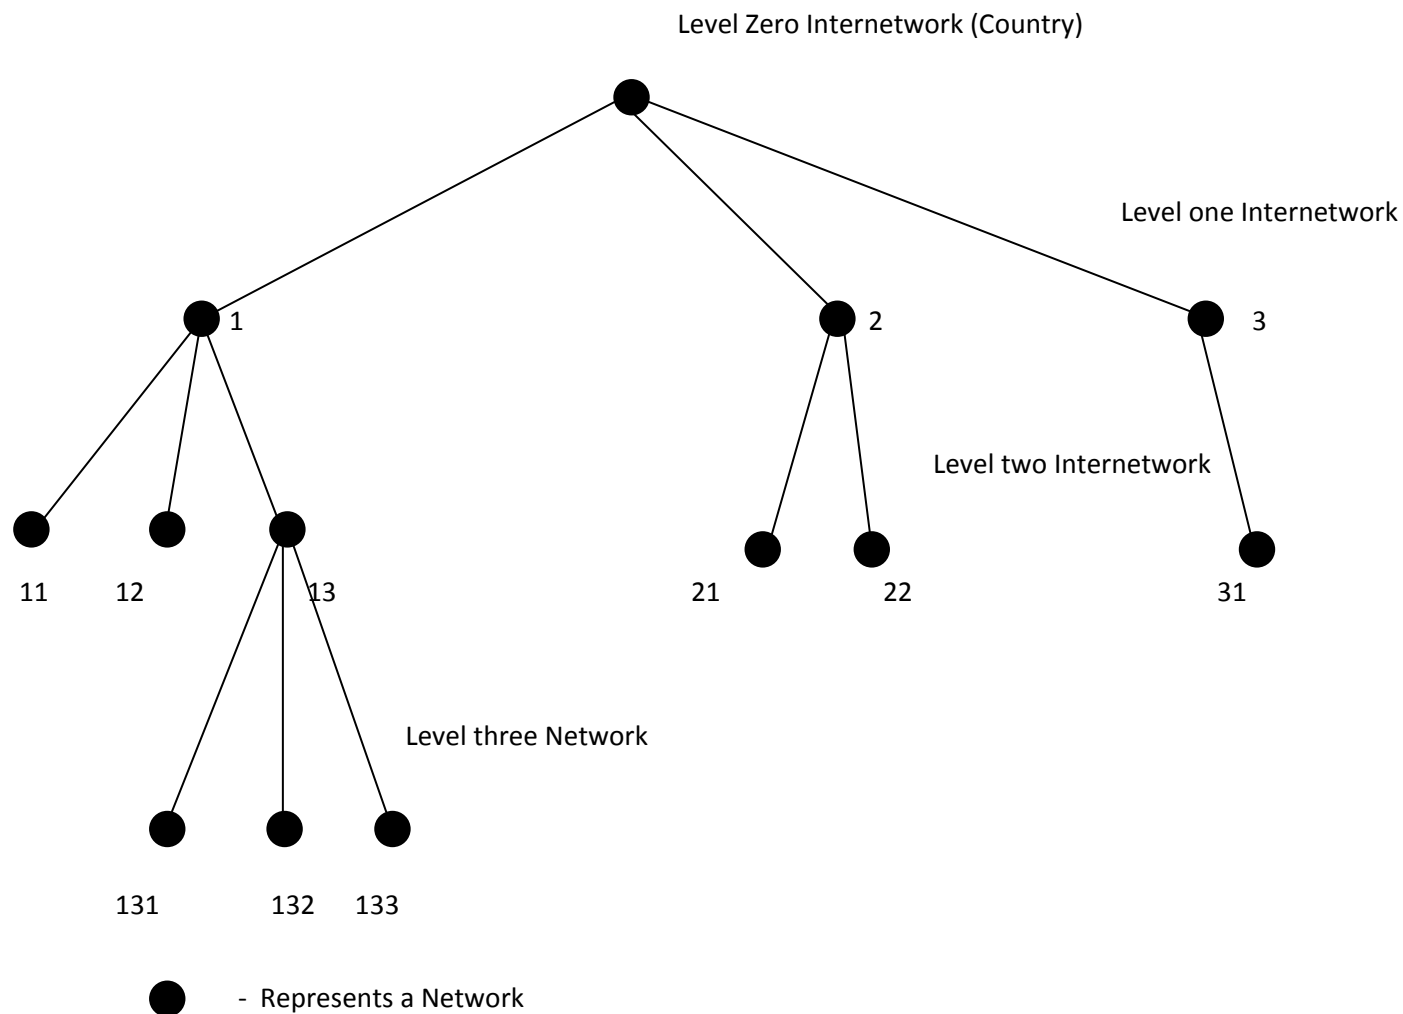 Level Zero Internetwork (Country)
Level one Internetwork
1
2
3
Level two Internetwork
11
12
13
21
22
31
Level three Network
131
132
133
- Represents a Network